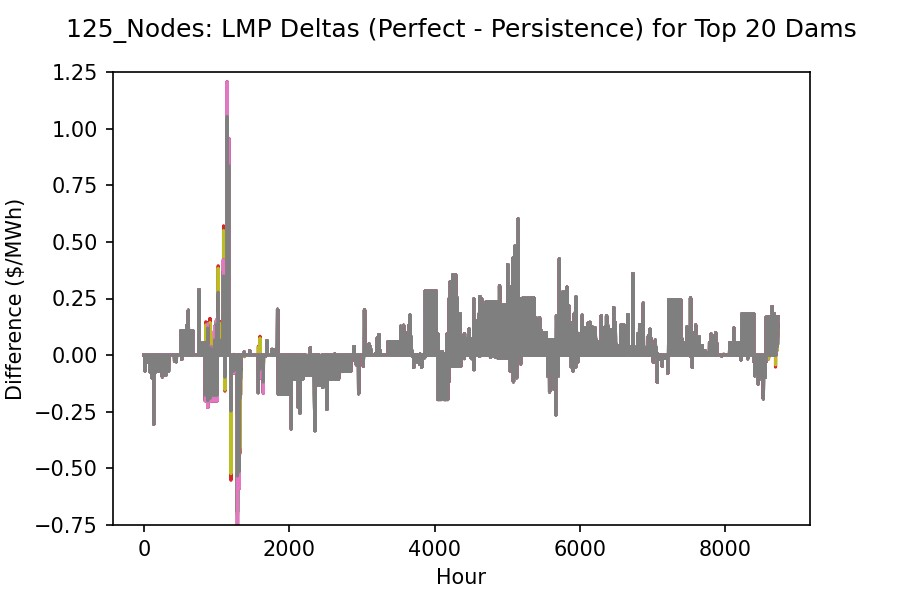 125_Nodes: LMP Deltas (Perfect - Persistence) for Top 20 Dams
1.25
1.00
0.75
0.50
0.25
0.00
−0.25
−0.50
−0.75
Difference ($/MWh)
0 2000 4000 6000 8000
Hour